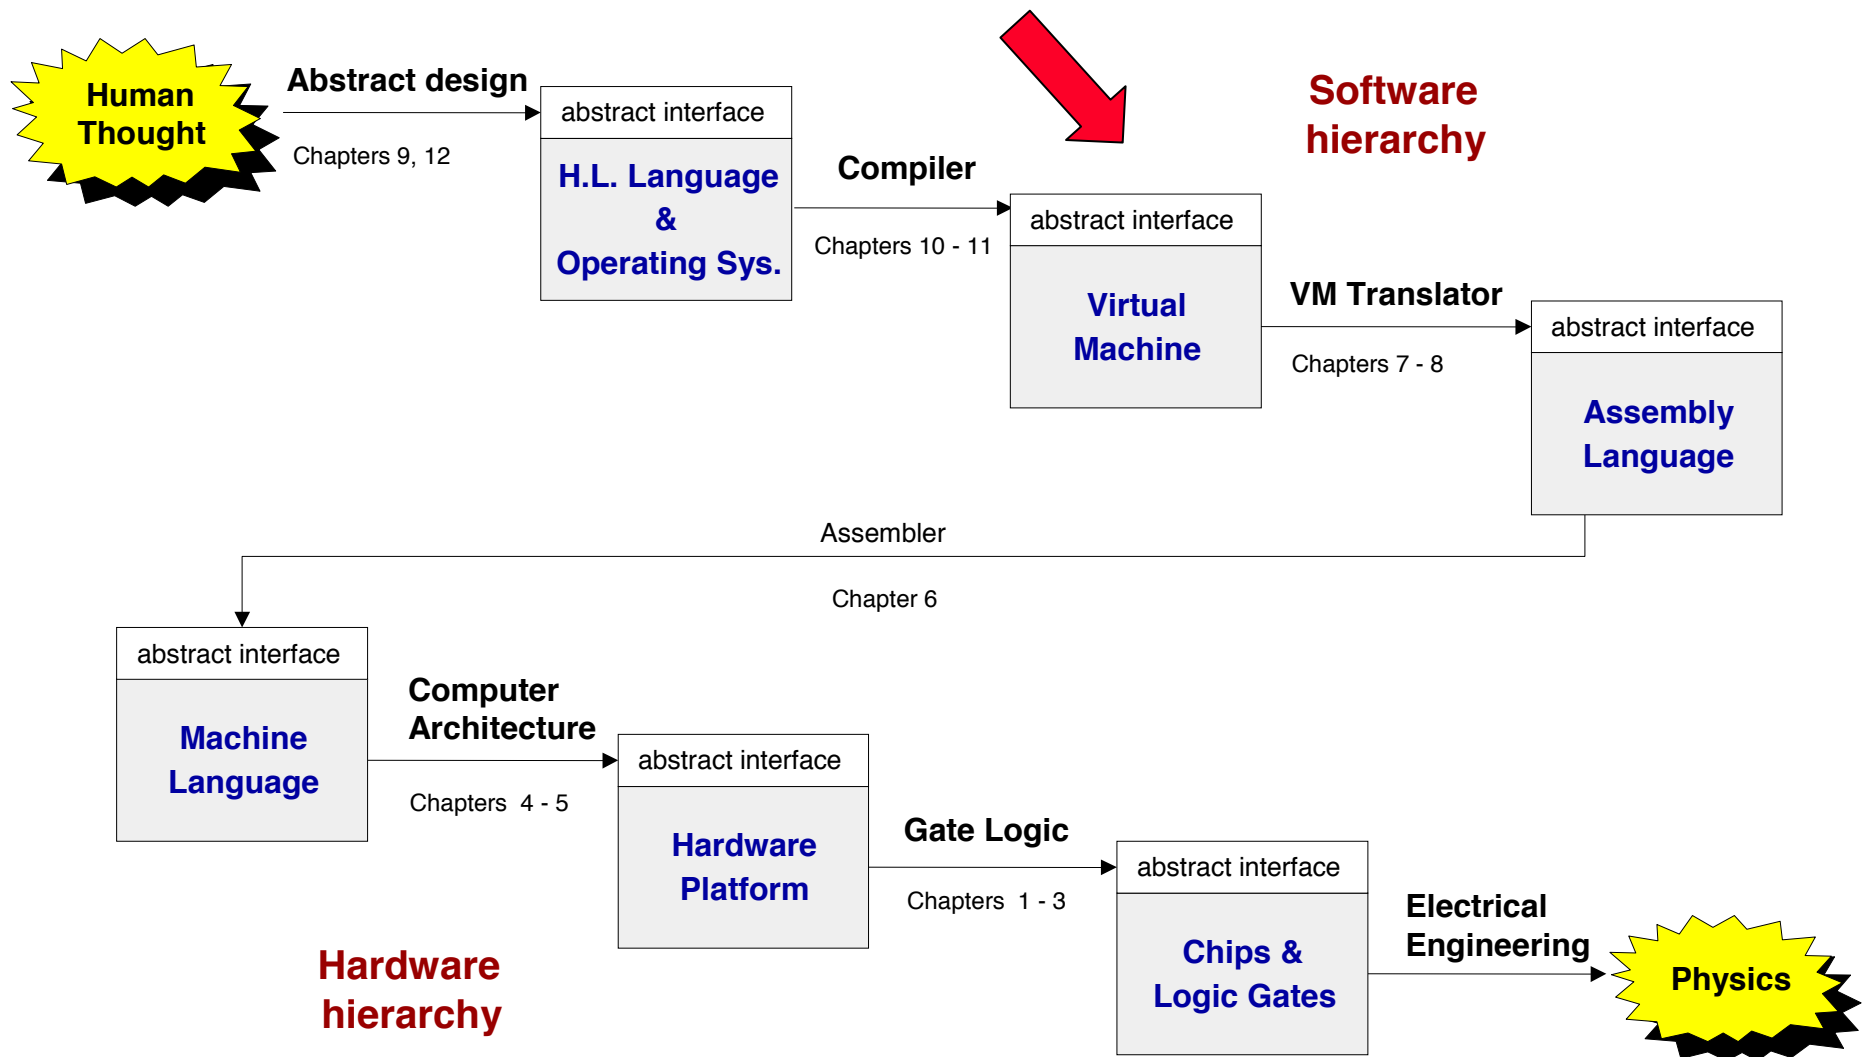 Human
Thought
Abstract design
Chapters 9, 12
abstract interface
H.L. Language
&
Operating Sys.
Compiler
Chapters 10 - 11
Software
hierarchy
abstract interface
Virtual
Machine
VM Translator
Chapters 7 - 8
abstract interface
Assembly
Language
Assembler
Chapter 6
abstract interface
Machine
Language
Computer
Architecture
Chapters 4 - 5
abstract interface
Hardware
Platform
Gate Logic
Chapters 1 - 3
abstract interface
Chips &
Logic Gates
Electrical
Engineering
Physics
Hardware
hierarchy